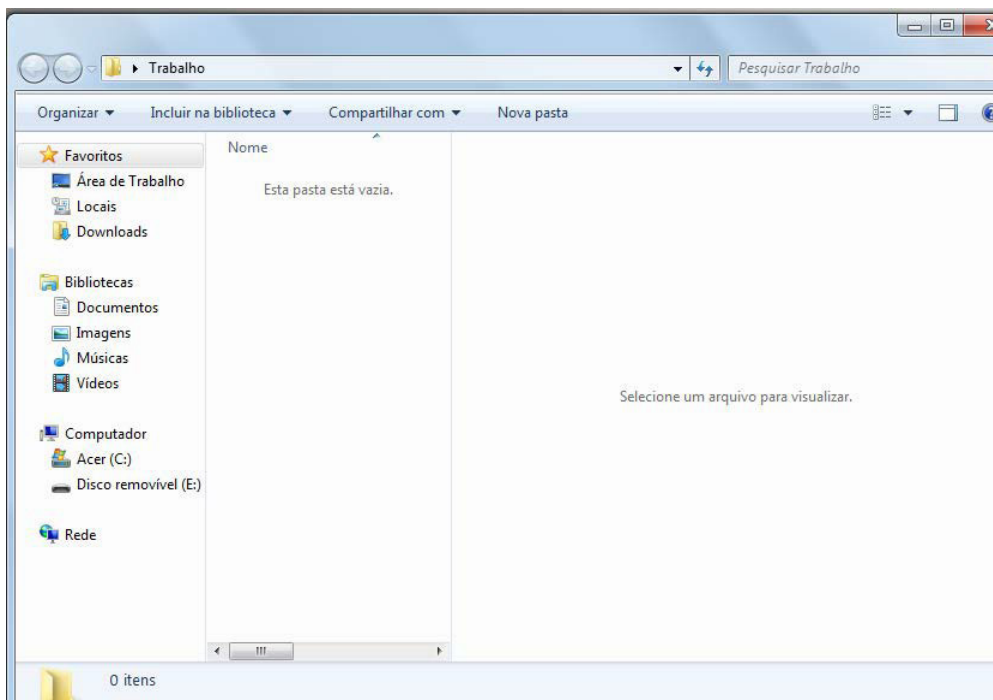 Trabalho
Pesquisar Trabalho
Organizar Incluir na biblioteca Compartilhar com Nova pasta
Favoritos
Área de Trabalho
Locais
Downloads
Bibliotecas
Documentos
Imagens
Músicas
Vídeos
Computador
Acer (C:)
Disco removível (E:)
Rede
Nome
Esta pasta está vazia.
Selecione um arquivo para visualizar.
0 itens